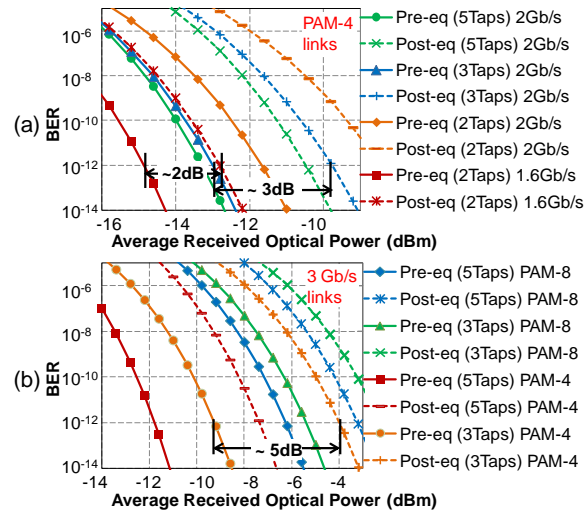 (a)
BER
10-6
10-8
10-10
10-12
10-14
PAM-4
links
~2dB
~ 3dB
-16
-14
-12
-10
Average Received Optical Power (dBm)
Pre-eq (5Taps) 2Gb/s
Post-eq (5Taps) 2Gb/s
Pre-eq (3Taps) 2Gb/s
Post-eq (3Taps) 2Gb/s
Pre-eq (2Taps) 2Gb/s
Post-eq (2Taps) 2Gb/s
Pre-eq (2Taps) 1.6Gb/s
Post-eq (2Taps) 1.6Gb/s
(b)
BER
10-6
10-8
10-10
10-12
10-14
3 Gb/s
links
~ 5dB
-14
-12
-10
-8
-6
-4
Average Received Optical Power (dBm)
Pre-eq (5Taps) PAM-8
Post-eq (5Taps) PAM-8
Pre-eq (3Taps) PAM-8
Post-eq (3Taps) PAM-8
Pre-eq (5Taps) PAM-4
Post-eq (5Taps) PAM-4
Pre-eq (3Taps) PAM-4
Post-eq (3Taps) PAM-4